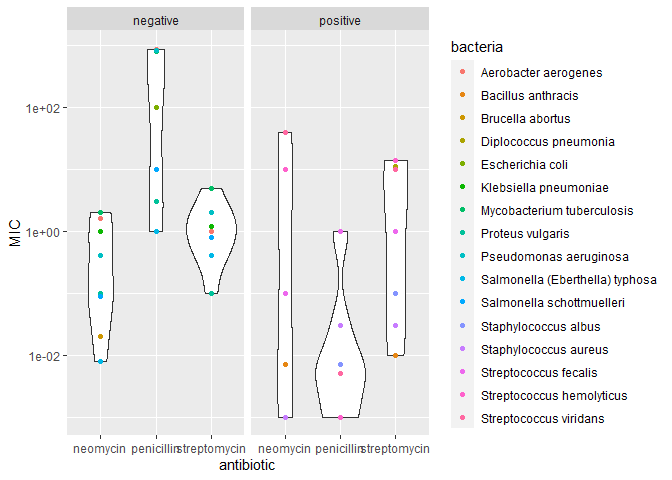 negative positive
1e+02
1e+00
1e-02
MIC
neomycin penicillin streptomycin neomycin penicillin streptomycin
antibiotic
bacteria
Aerobacter aerogenes
Bacillus anthracis
Brucella abortus
Diplococcus pneumonia
Escherichia coli
Klebsiella pneumoniae
Mycobacterium tuberculosis
Proteus vulgaris
Pseudomonas aeruginosa
Salmonella (Eberthella) typhosa
Salmonella schottmuelleri
Staphylococcus albus
Staphylococcus aureus
Streptococcus fecalis
Streptococcus hemolyticus
Streptococcus viridans